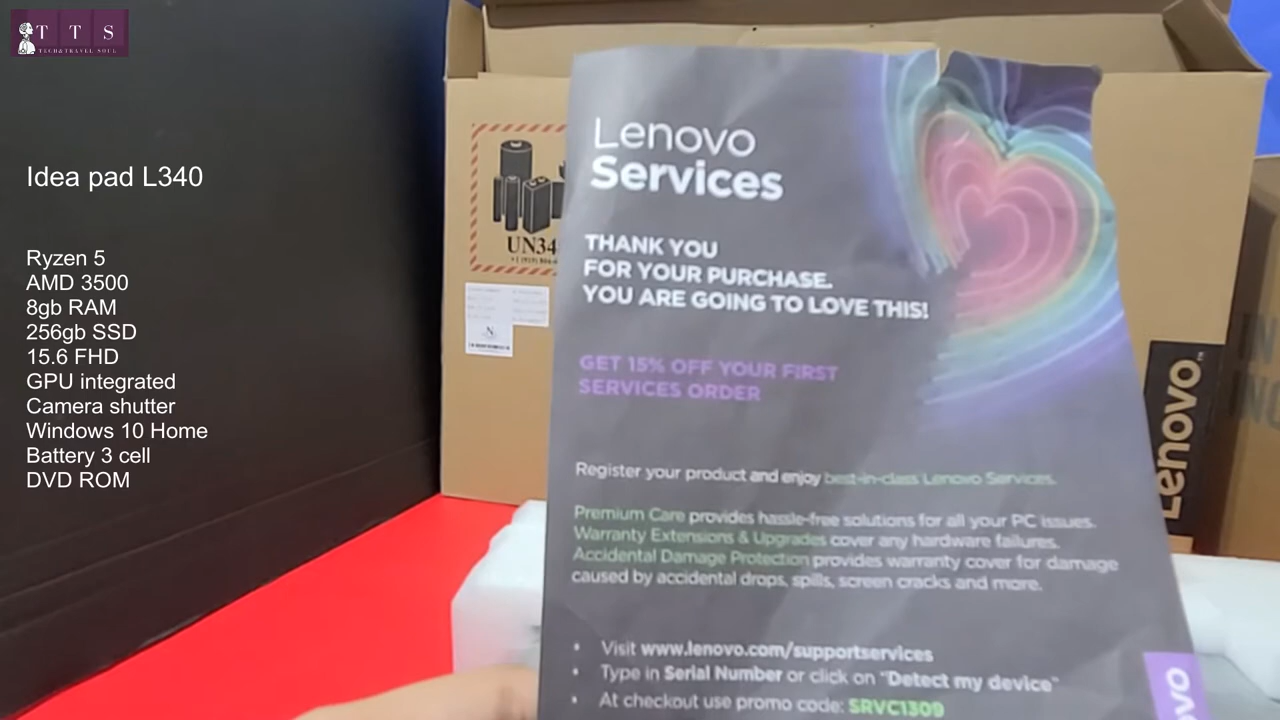 T T S
TECH&TRAVEL SOUL
Idea pad L340
Ryzen 5
AMD 3500
8gb RAM
256gb SSD
15.6 FHD
GPU integrated
Camera shutter
Windows 10 Home
Battery 3 cell
DVD ROM
UN34
Lenovo
Services
THANK YOU
FOR YOUR PURCHASE.
YOU ARE GOING TO LOVE THIS!
GET 15% OFF YOUR FIRST
SERVICES ORDER
Register your product and enjoy best-in-class Lenovo Services.
Premium Care provides hassle-free solutions for all your PC issues.
Warranty Extensions & Upgrades cover any hardware failures.
Accidental Damage Protection provides warranty cover for damage
caused by accidental drops, spills, screen cracks and more.
• Visit www.lenovo.com/supportservices
• Type in Serial Number or click on "Detect my device"
• At checkout use promo code: SRVC1309
Lenovo